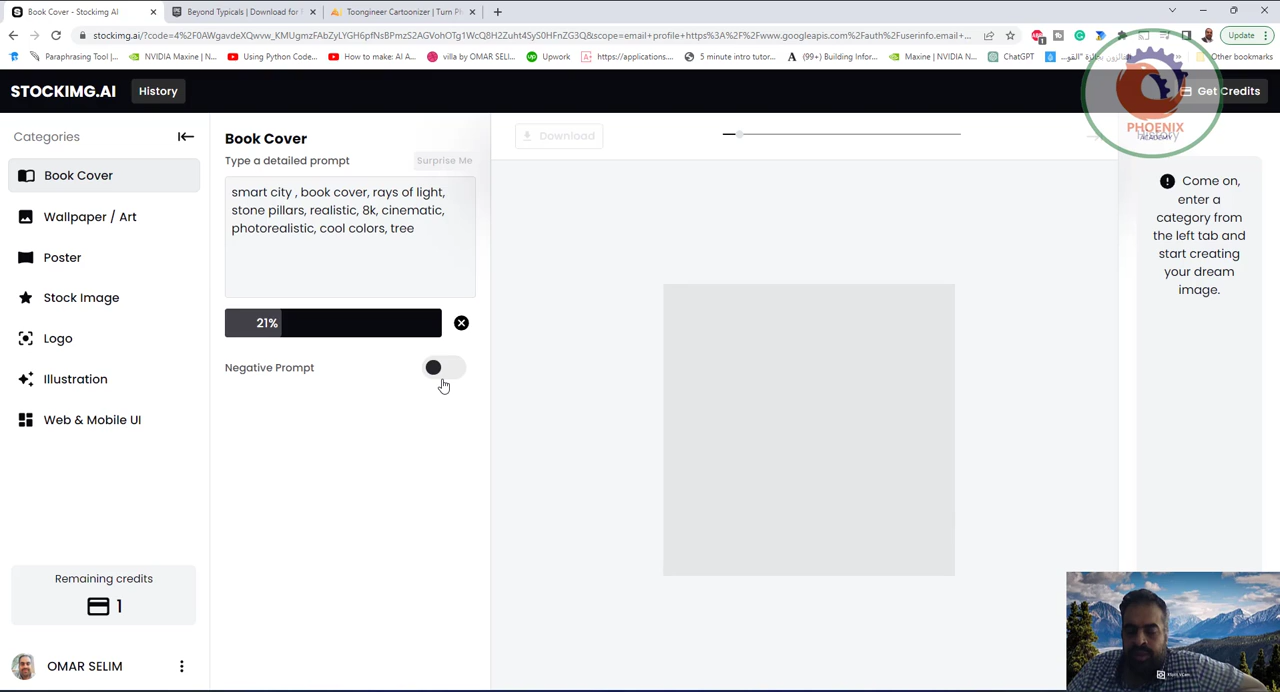 Book Cover - Stockimg AI
Beyond Typicals | Download for F
Toongineer Cartoonizer | Turn Ph
stockimg.ai/?code=4%2F0AWgavdeXQwvw_KMUgmzFAbZyLYGH6pfNsBPmzS2AGVohOTg1WcQ8H2Zuht4SyS0HFnZG3Q&scope=email+profile+https%3A%2F%2Fwww.googleapis.com%2Fauth%2Fuserinfo.email+...
Update
Paraphrasing Tool |...
NVIDIA Maxine | N...
Using Python Code...
How to make: AI A...
villa by OMAR SELI...
Upwork
https://applications....
5 minute intro tutor...
(99+) Building Infor...
Maxine | NVIDIA N...
ChatGPT
Other bookmarks
STOCKIMG.AI
History
Get Credits
PHOENIX
ACADEMY
Categories
Book Cover
Wallpaper / Art
Poster
Stock Image
Logo
Illustration
Web & Mobile UI
Remaining credits
1
OMAR SELIM
Book Cover
Type a detailed prompt
Surprise Me
smart city , book cover, rays of light,
stone pillars, realistic, 8k, cinematic,
photorealistic, cool colors, tree
21%
Negative Prompt
Download
History
Come on,
enter a
category from
the left tab and
start creating
your dream
image.